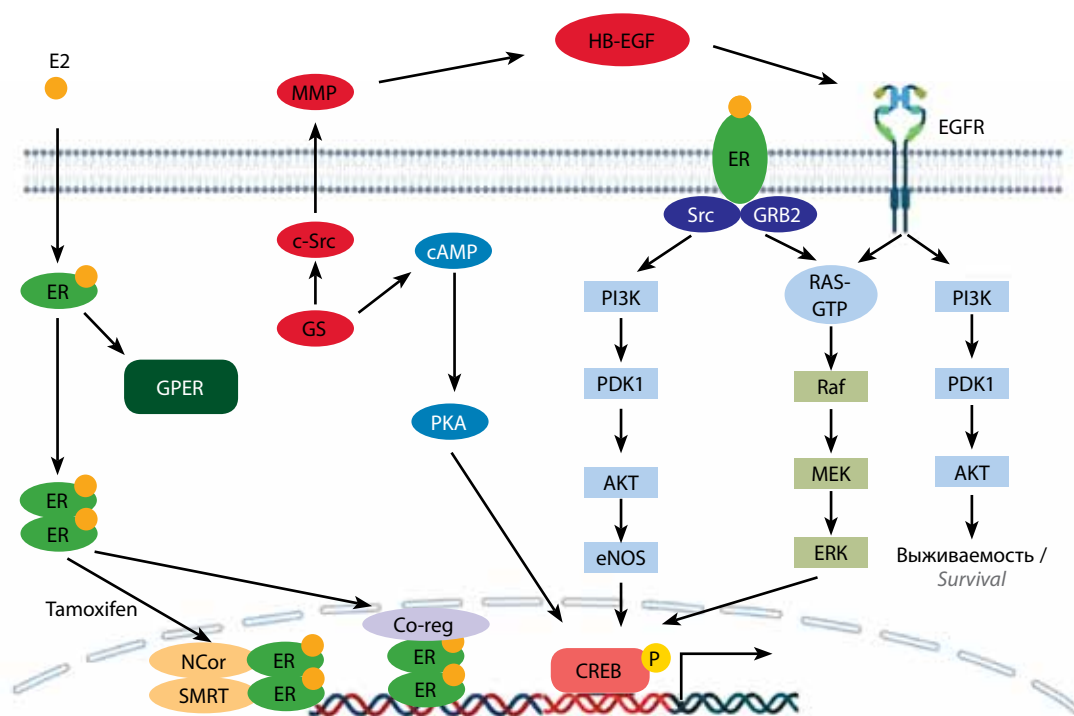 HB-EGF
E2
MMP
EGFR
ER
Src
GRB2
c-Src
cAMP
ER
PI3K
RAS-
GTP
PI3K
GS
GPER
PDK1
Raf
PDK1
PKA
ER
ER
AKT
MEK
AKT
eNOS
ERK
Выживаемость /
Survival
Tamoxifen
Co-reg
NCor
ER
ER
CREB
P
SMRT
ER
ER